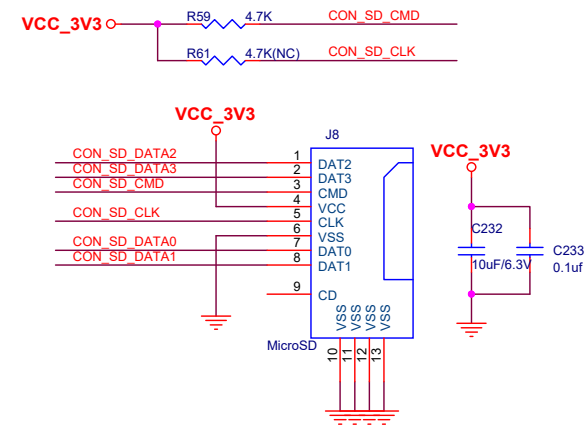 R59 4.7K CON_SD_CMD
VCC_3V3
R61 4.7K(NC) CON_SD_CLK
VCC_3V3
J8
VCC_3V3
CON_SD_DATA2 1 DAT2
CON_SD_DATA3 2 DAT3
CON_SD_CMD 3 CMD
4 VCC
CON_SD_CLK 5 CLK
6 VSS
CON_SD_DATA0 7 DAT0
CON_SD_DATA1 8 DAT1
9 CD
C232
10uF/6.3V
C233
0.1uf
VSS VSS VSS VSS
MicroSD
10 11 12 13